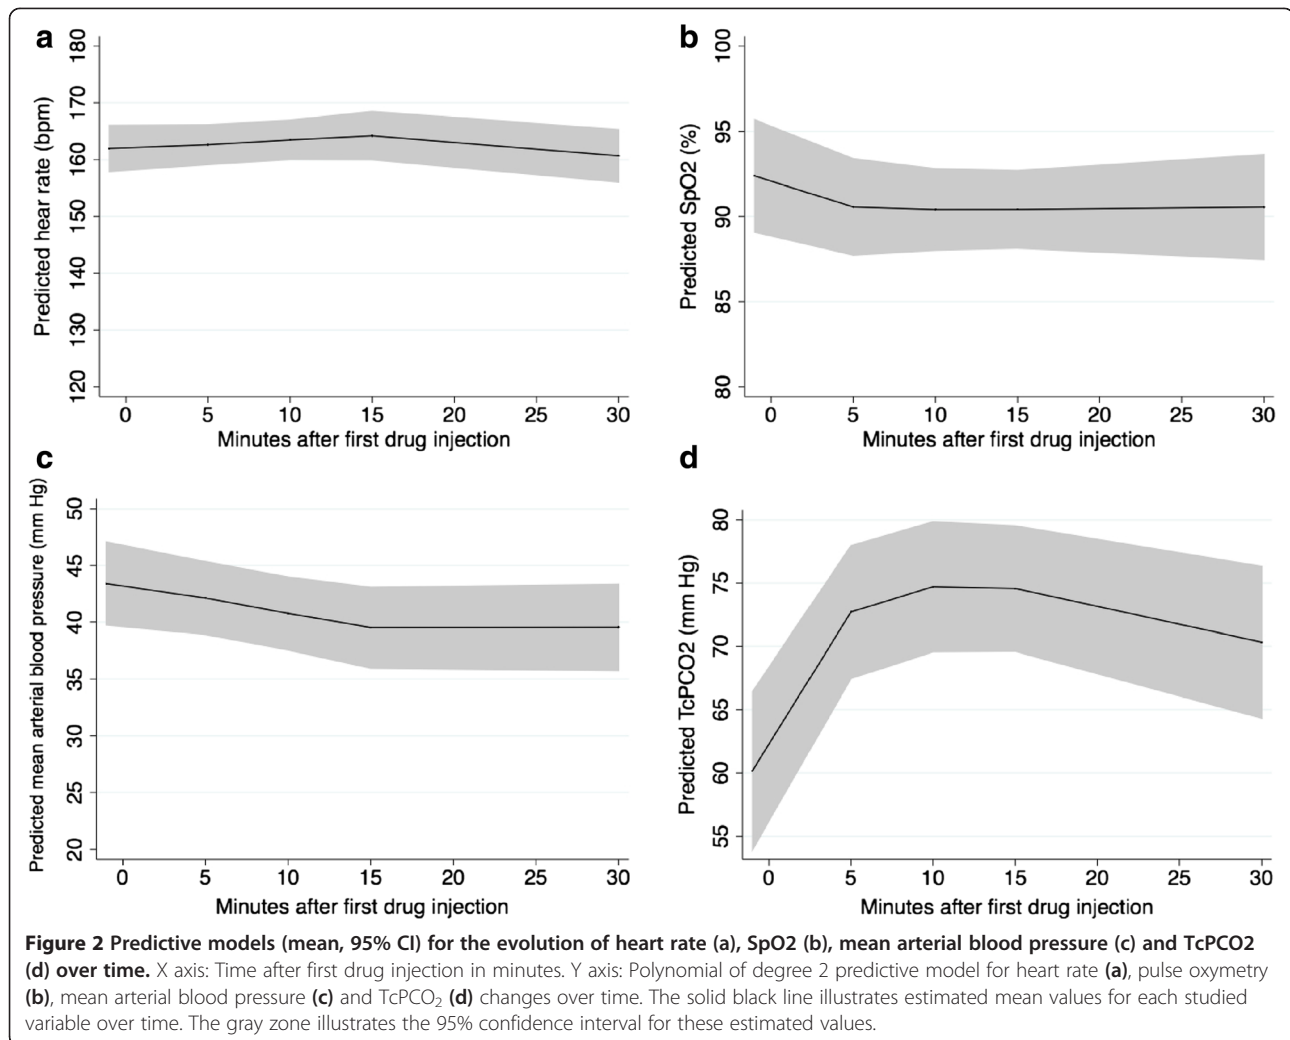 a
180
170
160
150
140
130
120
Predicted hear rate (bpm)
0 5 10 15 20 25 30
Minutes after first drug injection
b
100
95
90
85
80
Predicted SpO2 (%)
0 5 10 15 20 25 30
Minutes after first drug injection
c
50
45
40
35
30
25
20
Predicted mean arterial blood pressure (mm Hg)
0 5 10 15 20 25 30
Minutes after first drug injection
d
80
75
70
65
60
55
Predicted TcPCO2 (mm Hg)
0 5 10 15 20 25 30
Minutes after first drug injection
Figure 2 Predictive models (mean, 95% CI) for the evolution of heart rate (a), SpO2 (b), mean arterial blood pressure (c) and TcPCO2
(d) over time. X axis: Time after first drug injection in minutes. Y axis: Polynomial of degree 2 predictive model for heart rate (a), pulse oxymetry
(b), mean arterial blood pressure (c) and TcPCO₂ (d) changes over time. The solid black line illustrates estimated mean values for each studied
variable over time. The gray zone illustrates the 95% confidence interval for these estimated values.